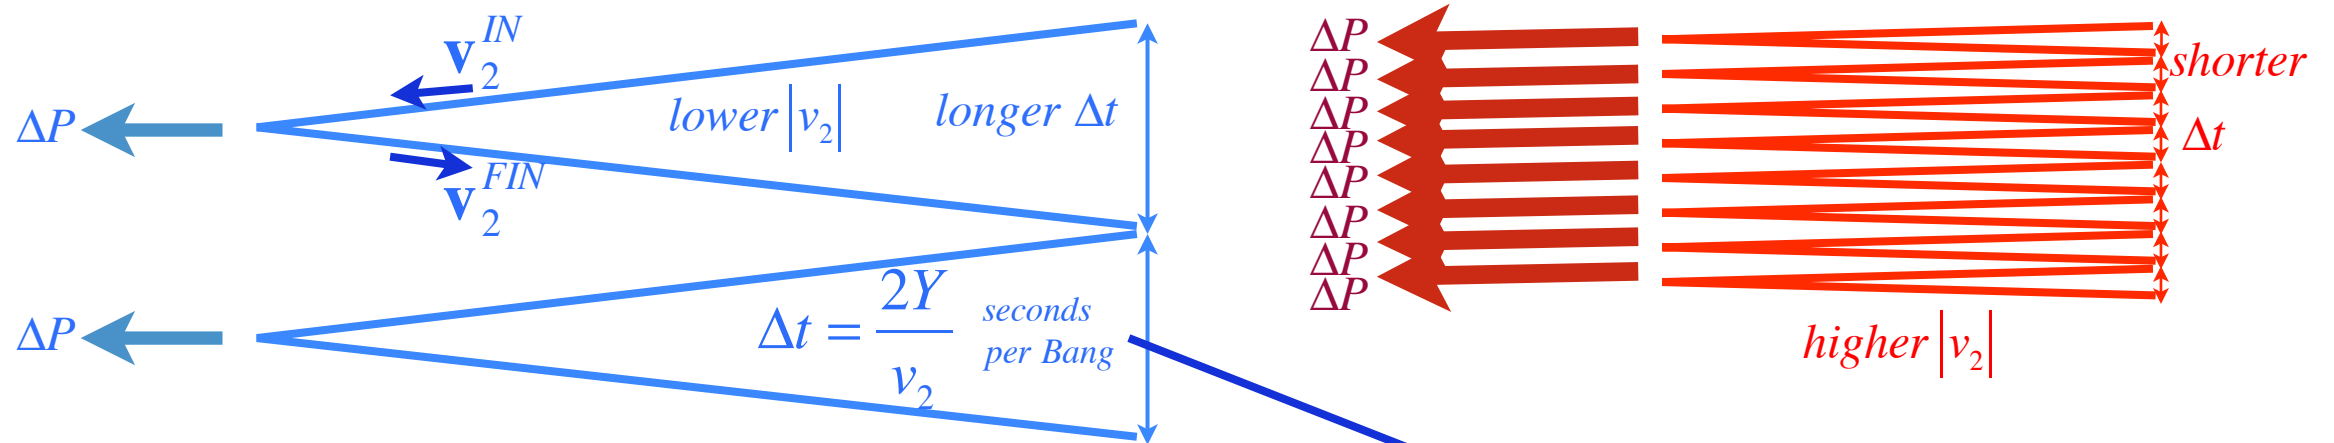 v₂^IN
ΔP
lower |v₂|
longer Δt
v₂^FIN
ΔP
Δt = 2Y / v₂
seconds
per Bang
ΔP
ΔP
ΔP
ΔP
ΔP
ΔP
ΔP
ΔP
shorter
Δt
higher |v₂|